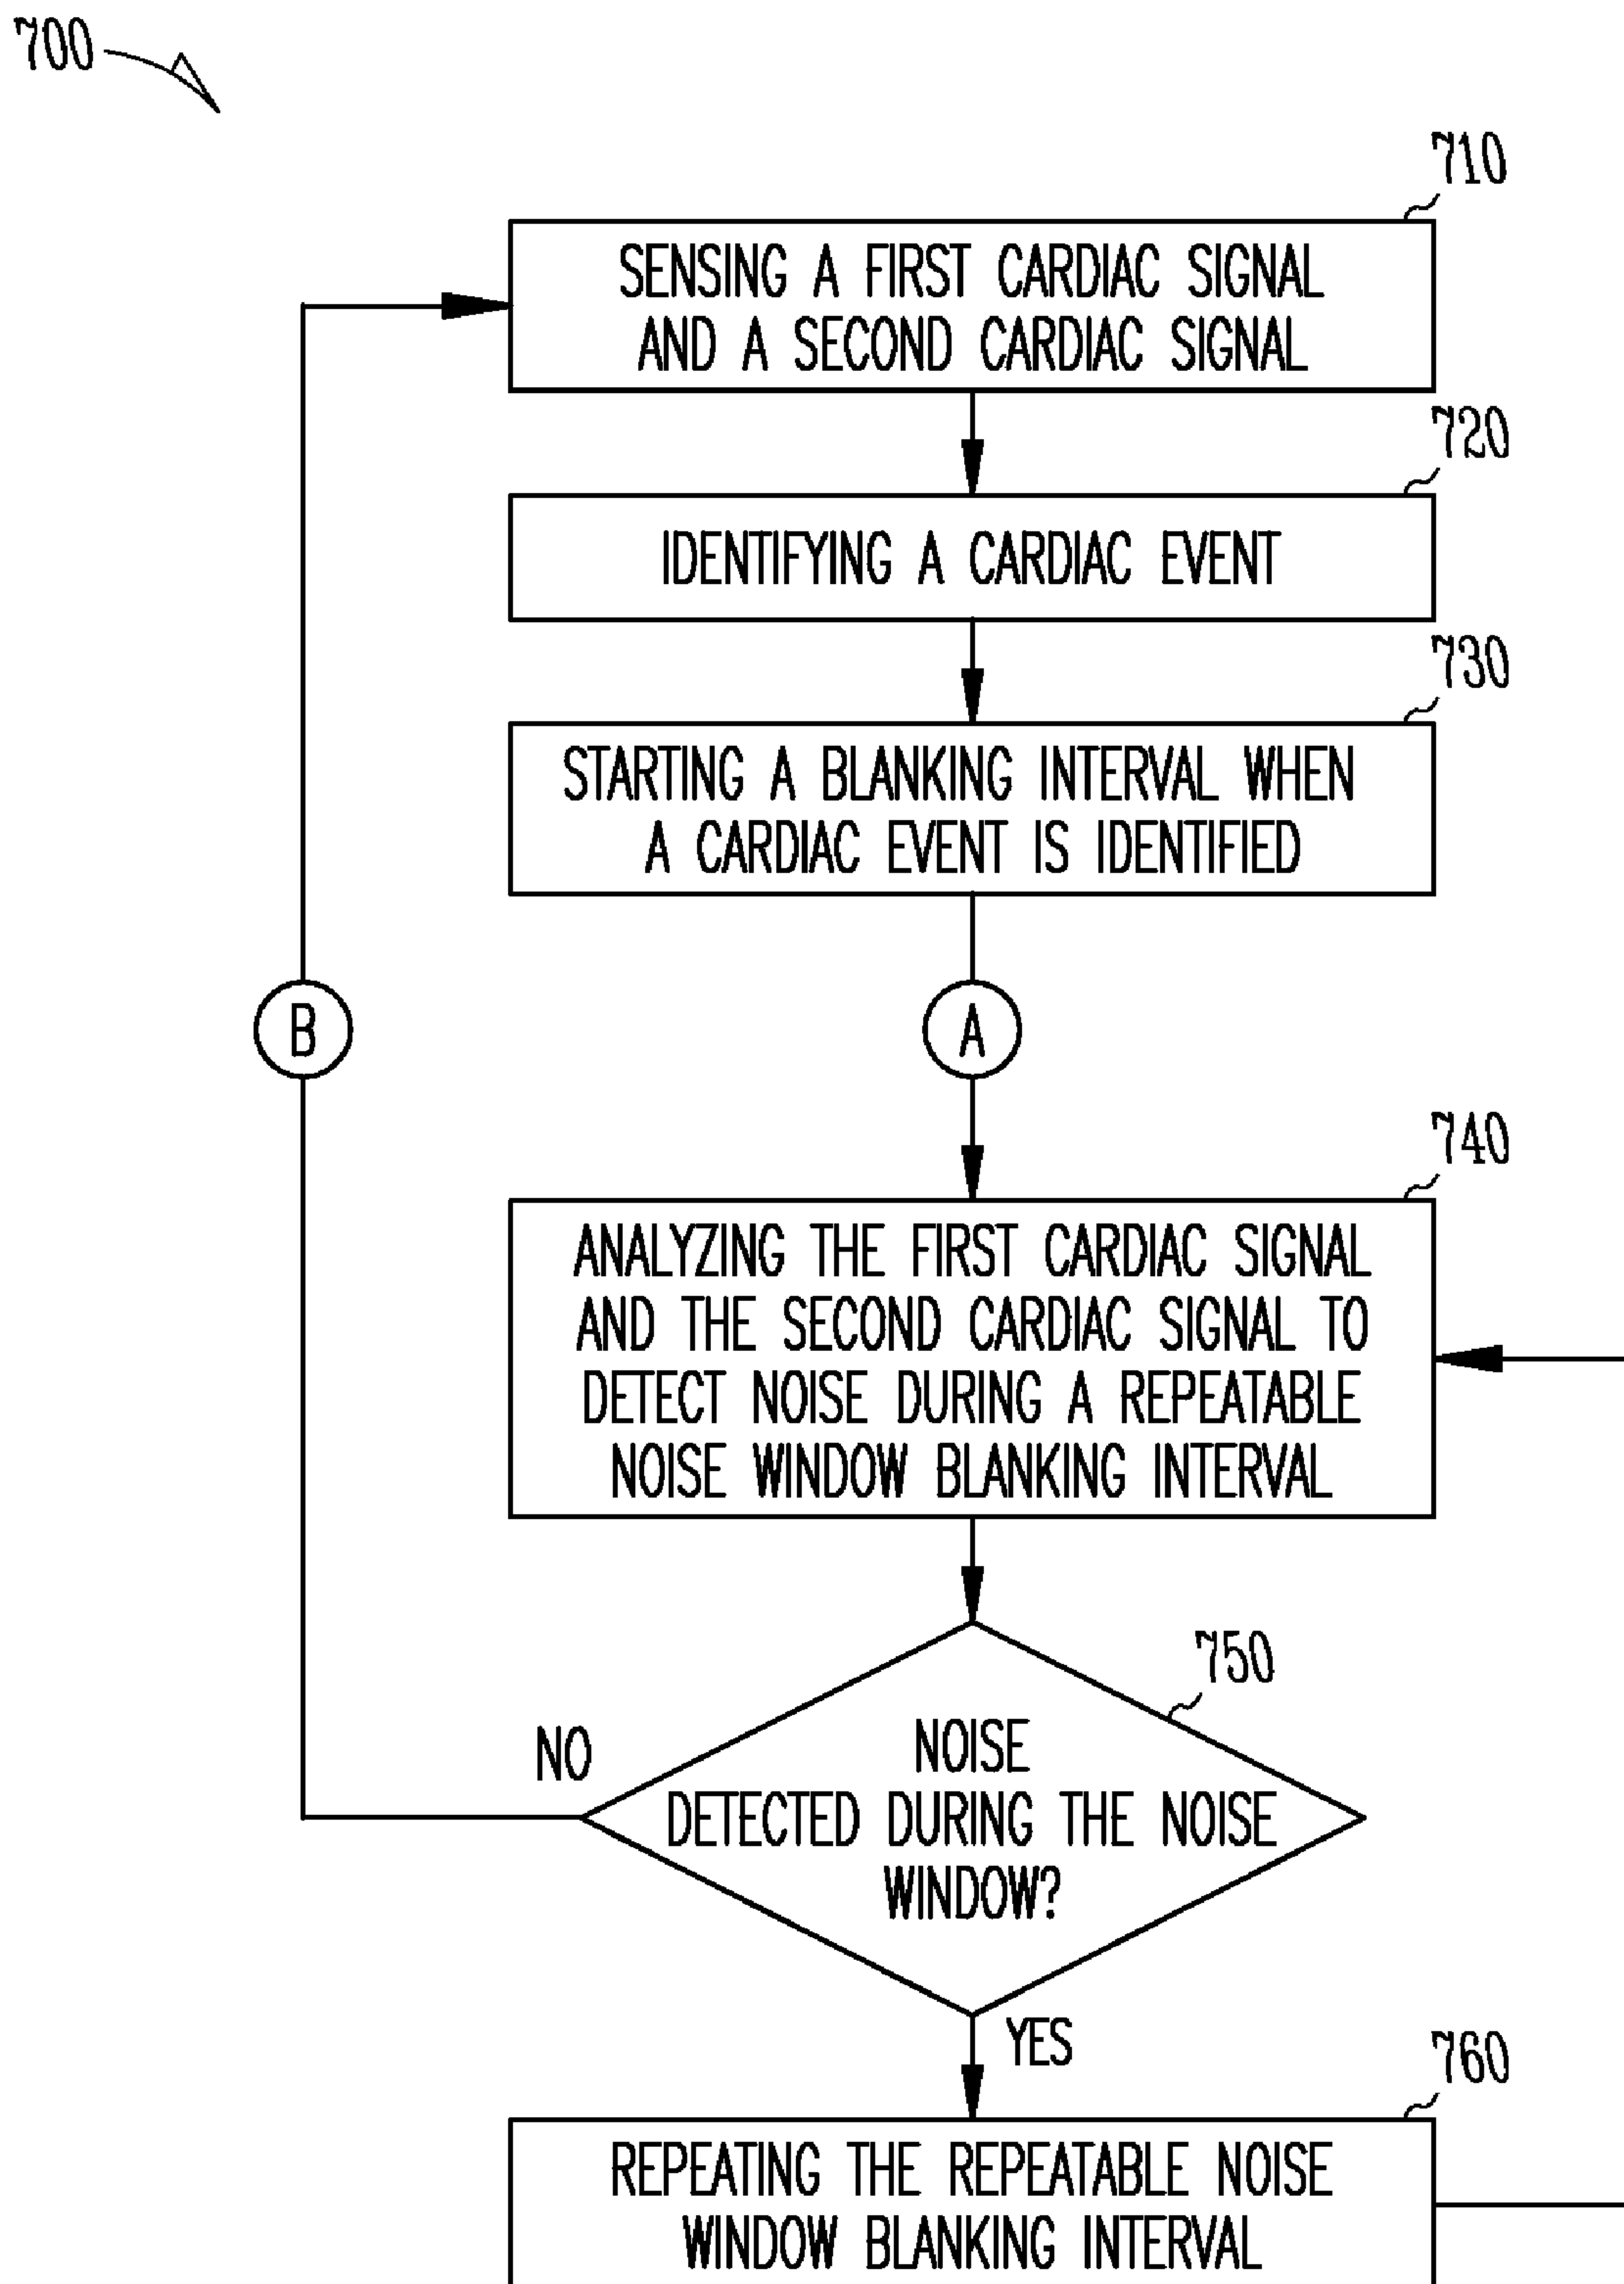 700
710
SENSING A FIRST CARDIAC SIGNAL
AND A SECOND CARDIAC SIGNAL
720
IDENTIFYING A CARDIAC EVENT
730
STARTING A BLANKING INTERVAL WHEN
A CARDIAC EVENT IS IDENTIFIED
B
A
740
ANALYZING THE FIRST CARDIAC SIGNAL
AND THE SECOND CARDIAC SIGNAL TO
DETECT NOISE DURING A REPEATABLE
NOISE WINDOW BLANKING INTERVAL
750
NO
NOISE
DETECTED DURING THE NOISE
WINDOW?
YES
760
REPEATING THE REPEATABLE NOISE
WINDOW BLANKING INTERVAL